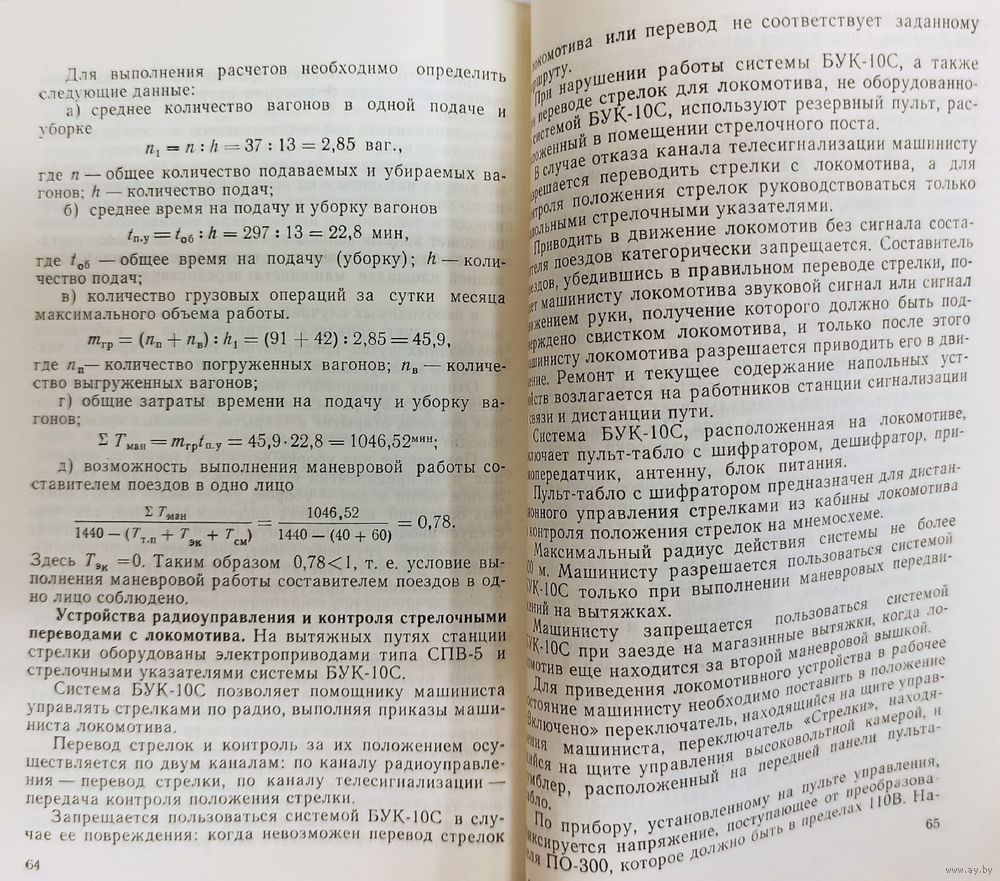 Для выполнения расчетов необходимо определить
следующие данные:
а) среднее количество вагонов в одной подаче и
уборке
n₁ = n : h = 37 : 13 = 2,85 ваг.,
где n — общее количество подаваемых и убираемых ва-
гонов; h — количество подач;
б) среднее время на подачу и уборку вагонов
tп.у = tоб : h = 297 : 13 = 22,8 мин,
где tоб — общее время на подачу (уборку); h — коли-
чество подач;
в) количество грузовых операций за сутки месяца
максимального объема работы.
mгр = (nп + nв) : h₁ = (91 + 42) : 2,85 = 45,9,
где nп— количество погруженных вагонов; nв — количе-
ство выгруженных вагонов;
г) общие затраты времени на подачу и уборку ва-
гонов;
Σ Tман = mгрtп.у = 45,9·22,8 = 1046,52мин;
д) возможность выполнения маневровой работы со-
ставителем поездов в одно лицо
Σ Tман / 1440 — (Tт.п + Tэк + Tсм) = 1046,52 / 1440 — (40 + 60) = 0,78.
Здесь Tэк =0. Таким образом 0,78<1, т. е. условие вы-
полнения маневровой работы составителем поездов в од-
но лицо соблюдено.
Устройства радиоуправления и контроля стрелочными
переводами с локомотива. На вытяжных путях станции
стрелки оборудованы электроприводами типа СПВ-5 и
стрелочными указателями системы БУК-10С.
Система БУК-10С позволяет помощнику машиниста
управлять стрелками по радио, выполняя приказы маши-
ниста локомотива.
Перевод стрелок и контроль за их положением осу-
ществляется по двум каналам: по каналу радиоуправле-
ния — перевод стрелки, по каналу телесигнализации —
передача контроля положения стрелки.
Запрещается пользоваться системой БУК-10С в слу-
чае ее повреждения: когда невозможен перевод стрелок
64
локомотива или перевод не соответствует заданному
маршруту.
При нарушении работы системы БУК-10С, а также
переводе стрелок для локомотива, не оборудованно-
системой БУК-10С, используют резервный пульт, рас-
положенный в помещении стрелочного поста.
В случае отказа канала телесигнализации машинисту
разрешается переводить стрелки с локомотива, а для
контроля положения стрелок руководствоваться только
напольными стрелочными указателями.
Приводить в движение локомотив без сигнала соста-
вителя поездов категорически запрещается. Составитель
поездов, убедившись в правильном переводе стрелки, по-
дает машинисту локомотива звуковой сигнал или сигнал
движением руки, получение которого должно быть под-
тверждено свистком локомотива, и только после этого
машинисту локомотива разрешается приводить его в дви-
жение. Ремонт и текущее содержание напольных уст-
ройств возлагается на работников станции сигнализации
связи и дистанции пути.
Система БУК-10С, расположенная на локомотиве,
включает пульт-табло с шифратором, дешифратор, при-
емопередатчик, антенну, блок питания.
Пульт-табло с шифратором предназначен для дистан-
ционного управления стрелками из кабины локомотива
контроля положения стрелок на мнемосхеме.
Максимальный радиус действия системы не более
м. Машинисту разрешается пользоваться системой
БУК-10С только при выполнении маневровых передви-
жений на вытяжках.
Машинисту запрещается пользоваться системой
БУК-10С при заезде на магазинные вытяжки, когда ло-
комотив еще находится за второй маневровой вышкой.
Для приведения локомотивного устройства в рабочее
состояние машинисту необходимо поставить в положение
«Включено» переключатель, находящийся на щите управ-
ления машиниста, переключатель «Стрелки», находя-
щийся на щите управления высоковольтной камерой, и
тумблер, расположенный на передней панели пульта-
табло.
По прибору, установленному на пульте управления,
фиксируется напряжение, поступающее от преобразова-
теля ПО-300, которое должно быть в пределах 110В. На-
65
www.ay.by